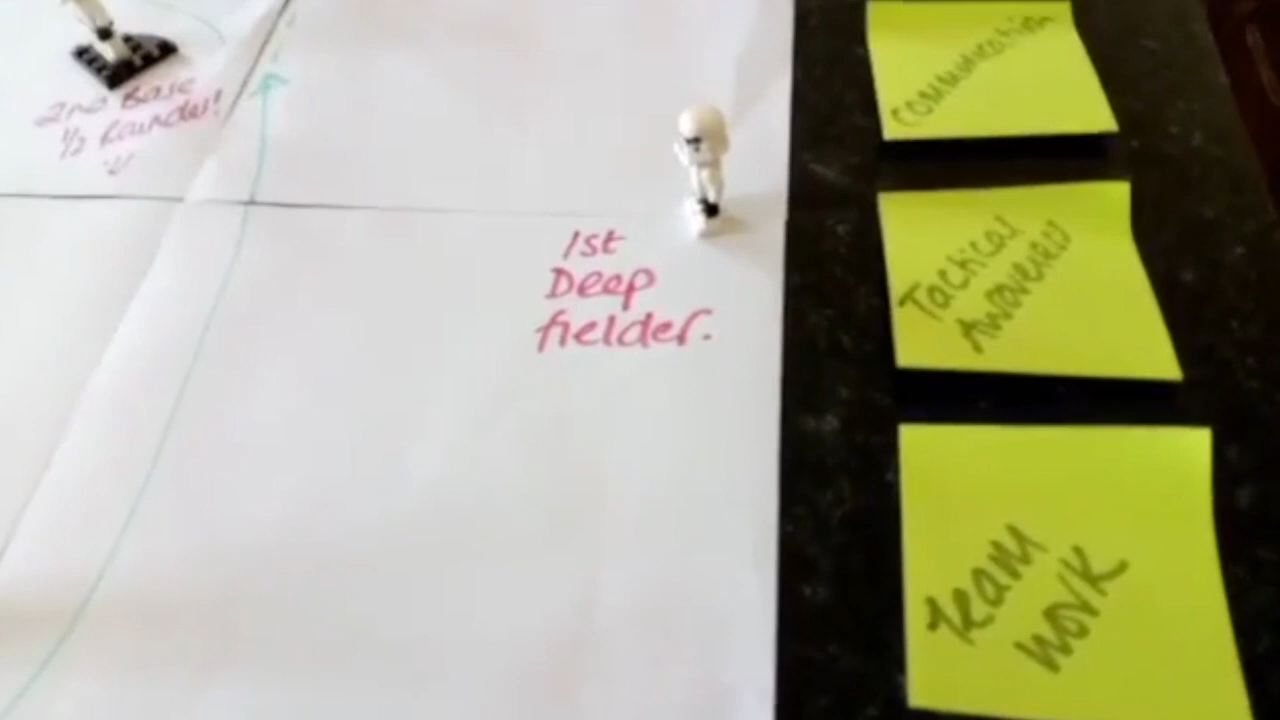 2nd Base
1/2 Rounder!
1st
Deep
fielder.
communication
Tactical
Awareness
Team
work